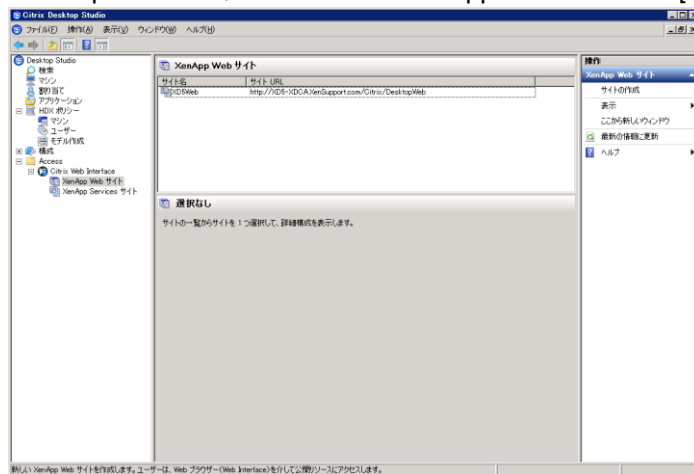 Citrix Desktop Studio
ファイル(F) 操作(A) 表示(V) ウィンドウ(W) ヘルプ(H)
Desktop Studio
検索
マシン
割り当て
アプリケーション
HDX ポリシー
マシン
ユーザー
モデル作成
構成
Access
Citrix Web Interface
XenApp Web サイト
XenApp Services サイト
XenApp Web サイト
サイト名 サイト URL
XD5Web http://XD5-XDCA.XenSupport.com/Citrix/DesktopWeb
選択なし
サイトの一覧からサイトを 1 つ選択して、詳細構成を表示します。
操作
XenApp Web サイト
サイトの作成
表示
ここから新しいウィンドウ
最新の情報に更新
ヘルプ
新しい XenApp Web サイトを作成します。ユーザーは、Web ブラウザー(Web Interface)を介して公開リソースにアクセスします。